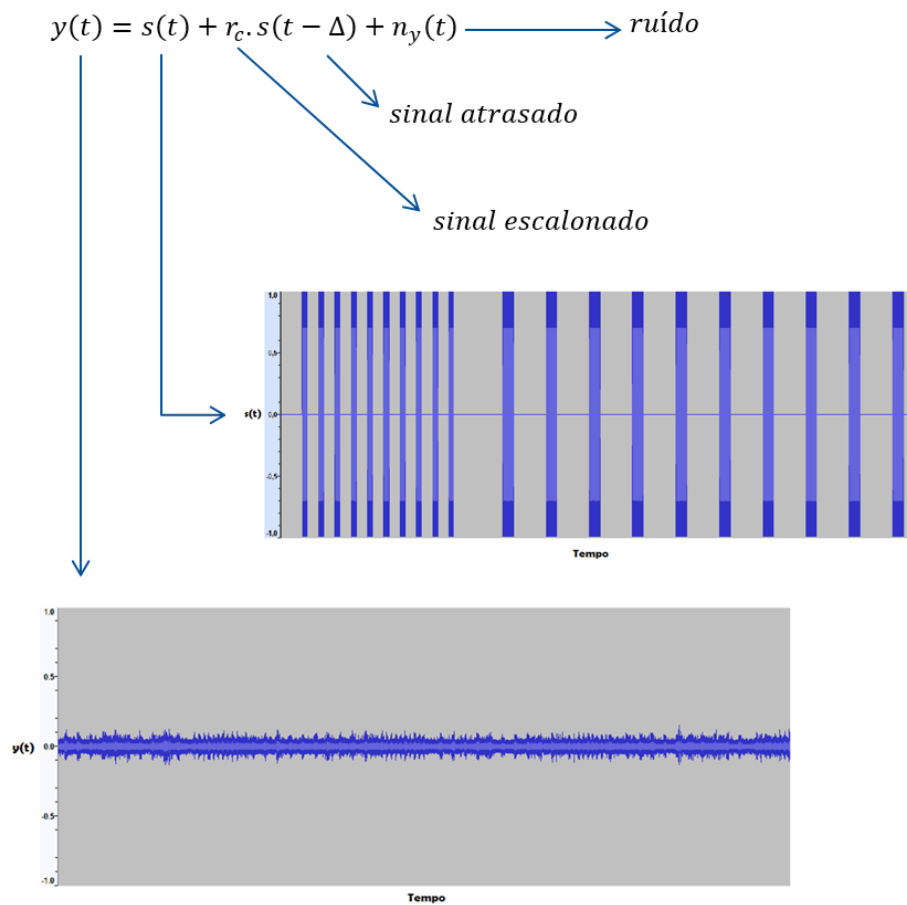 y(t) = s(t) + r_c.s(t − Δ) + n_y(t)
ruído
sinal atrasado
sinal escalonado
1,0
0,5
s(t)
0,0
-0,5
-1,0
Tempo
1.0
0.5
y(t)
0.0
-0.5
-1.0
Tempo